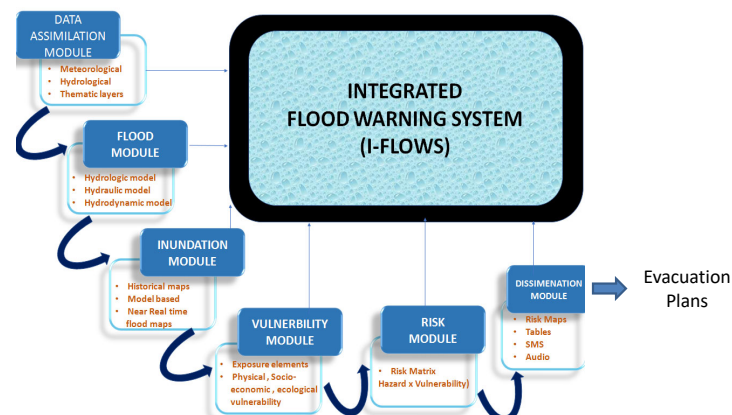 DATA
ASSIMILATION
MODULE
• Meteorological
• Hydrological
• Thematic layers
FLOOD
MODULE
• Hydrologic model
• Hydraulic model
• Hydrodynamic model
INUNDATION
MODULE
• Historical maps
• Model based
• Near Real time
flood maps
VULNERBILITY
MODULE
• Exposure elements
• Physical , Socio-
economic , ecological
vulnerability
RISK
MODULE
• Risk Matrix
Hazard x Vulnerability)
DISSIMENATION
MODULE
• Risk Maps
• Tables
• SMS
• Audio
INTEGRATED
FLOOD WARNING SYSTEM
(I-FLOWS)
Evacuation
Plans